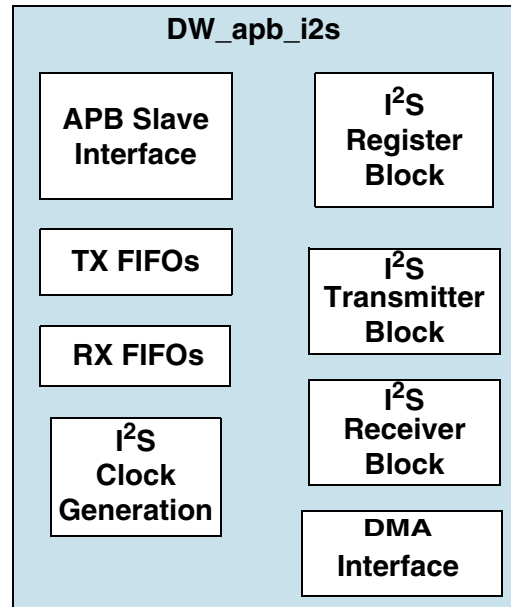 DW_apb_i2s
APB Slave
Interface
I²S
Register
Block
TX FIFOs
I²S
Transmitter
Block
RX FIFOs
I²S
Receiver
Block
I²S
Clock
Generation
DMA
Interface